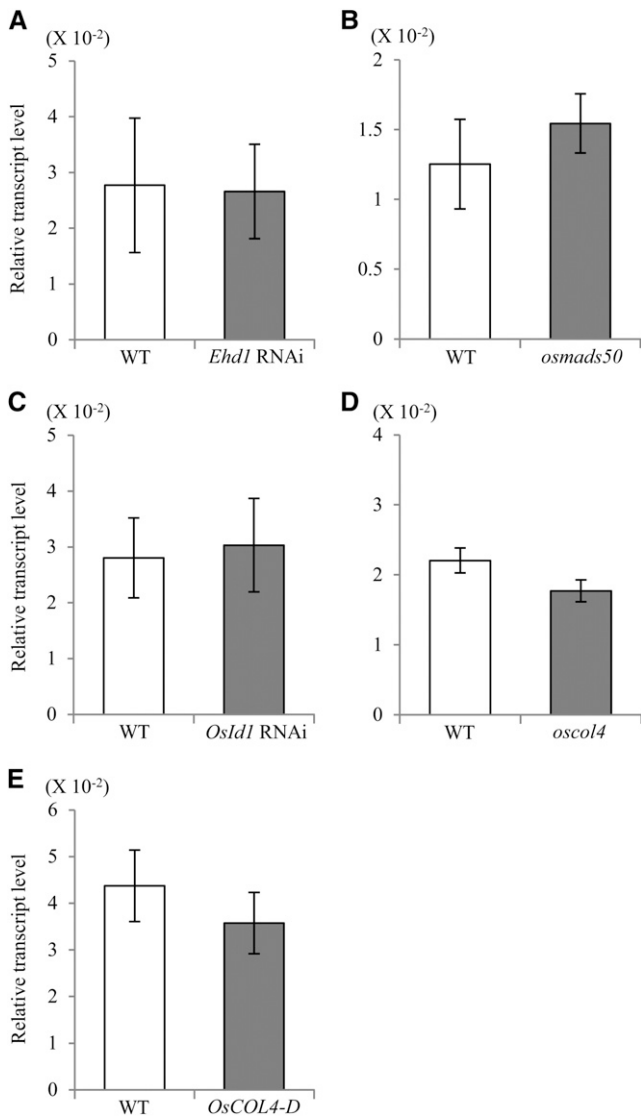 A
(X 10-2)
Relative transcript level
5
4
3
2
1
0
WT
Ehd1 RNAi
B
(X 10-2)
2
1.5
1
0.5
0
WT
osmads50
C
(X 10-2)
Relative transcript level
5
4
3
2
1
0
WT
OsId1 RNAi
D
(X 10-2)
4
3
2
1
0
WT
oscol4
E
(X 10-2)
Relative transcript level
6
5
4
3
2
1
0
WT
OsCOL4-D